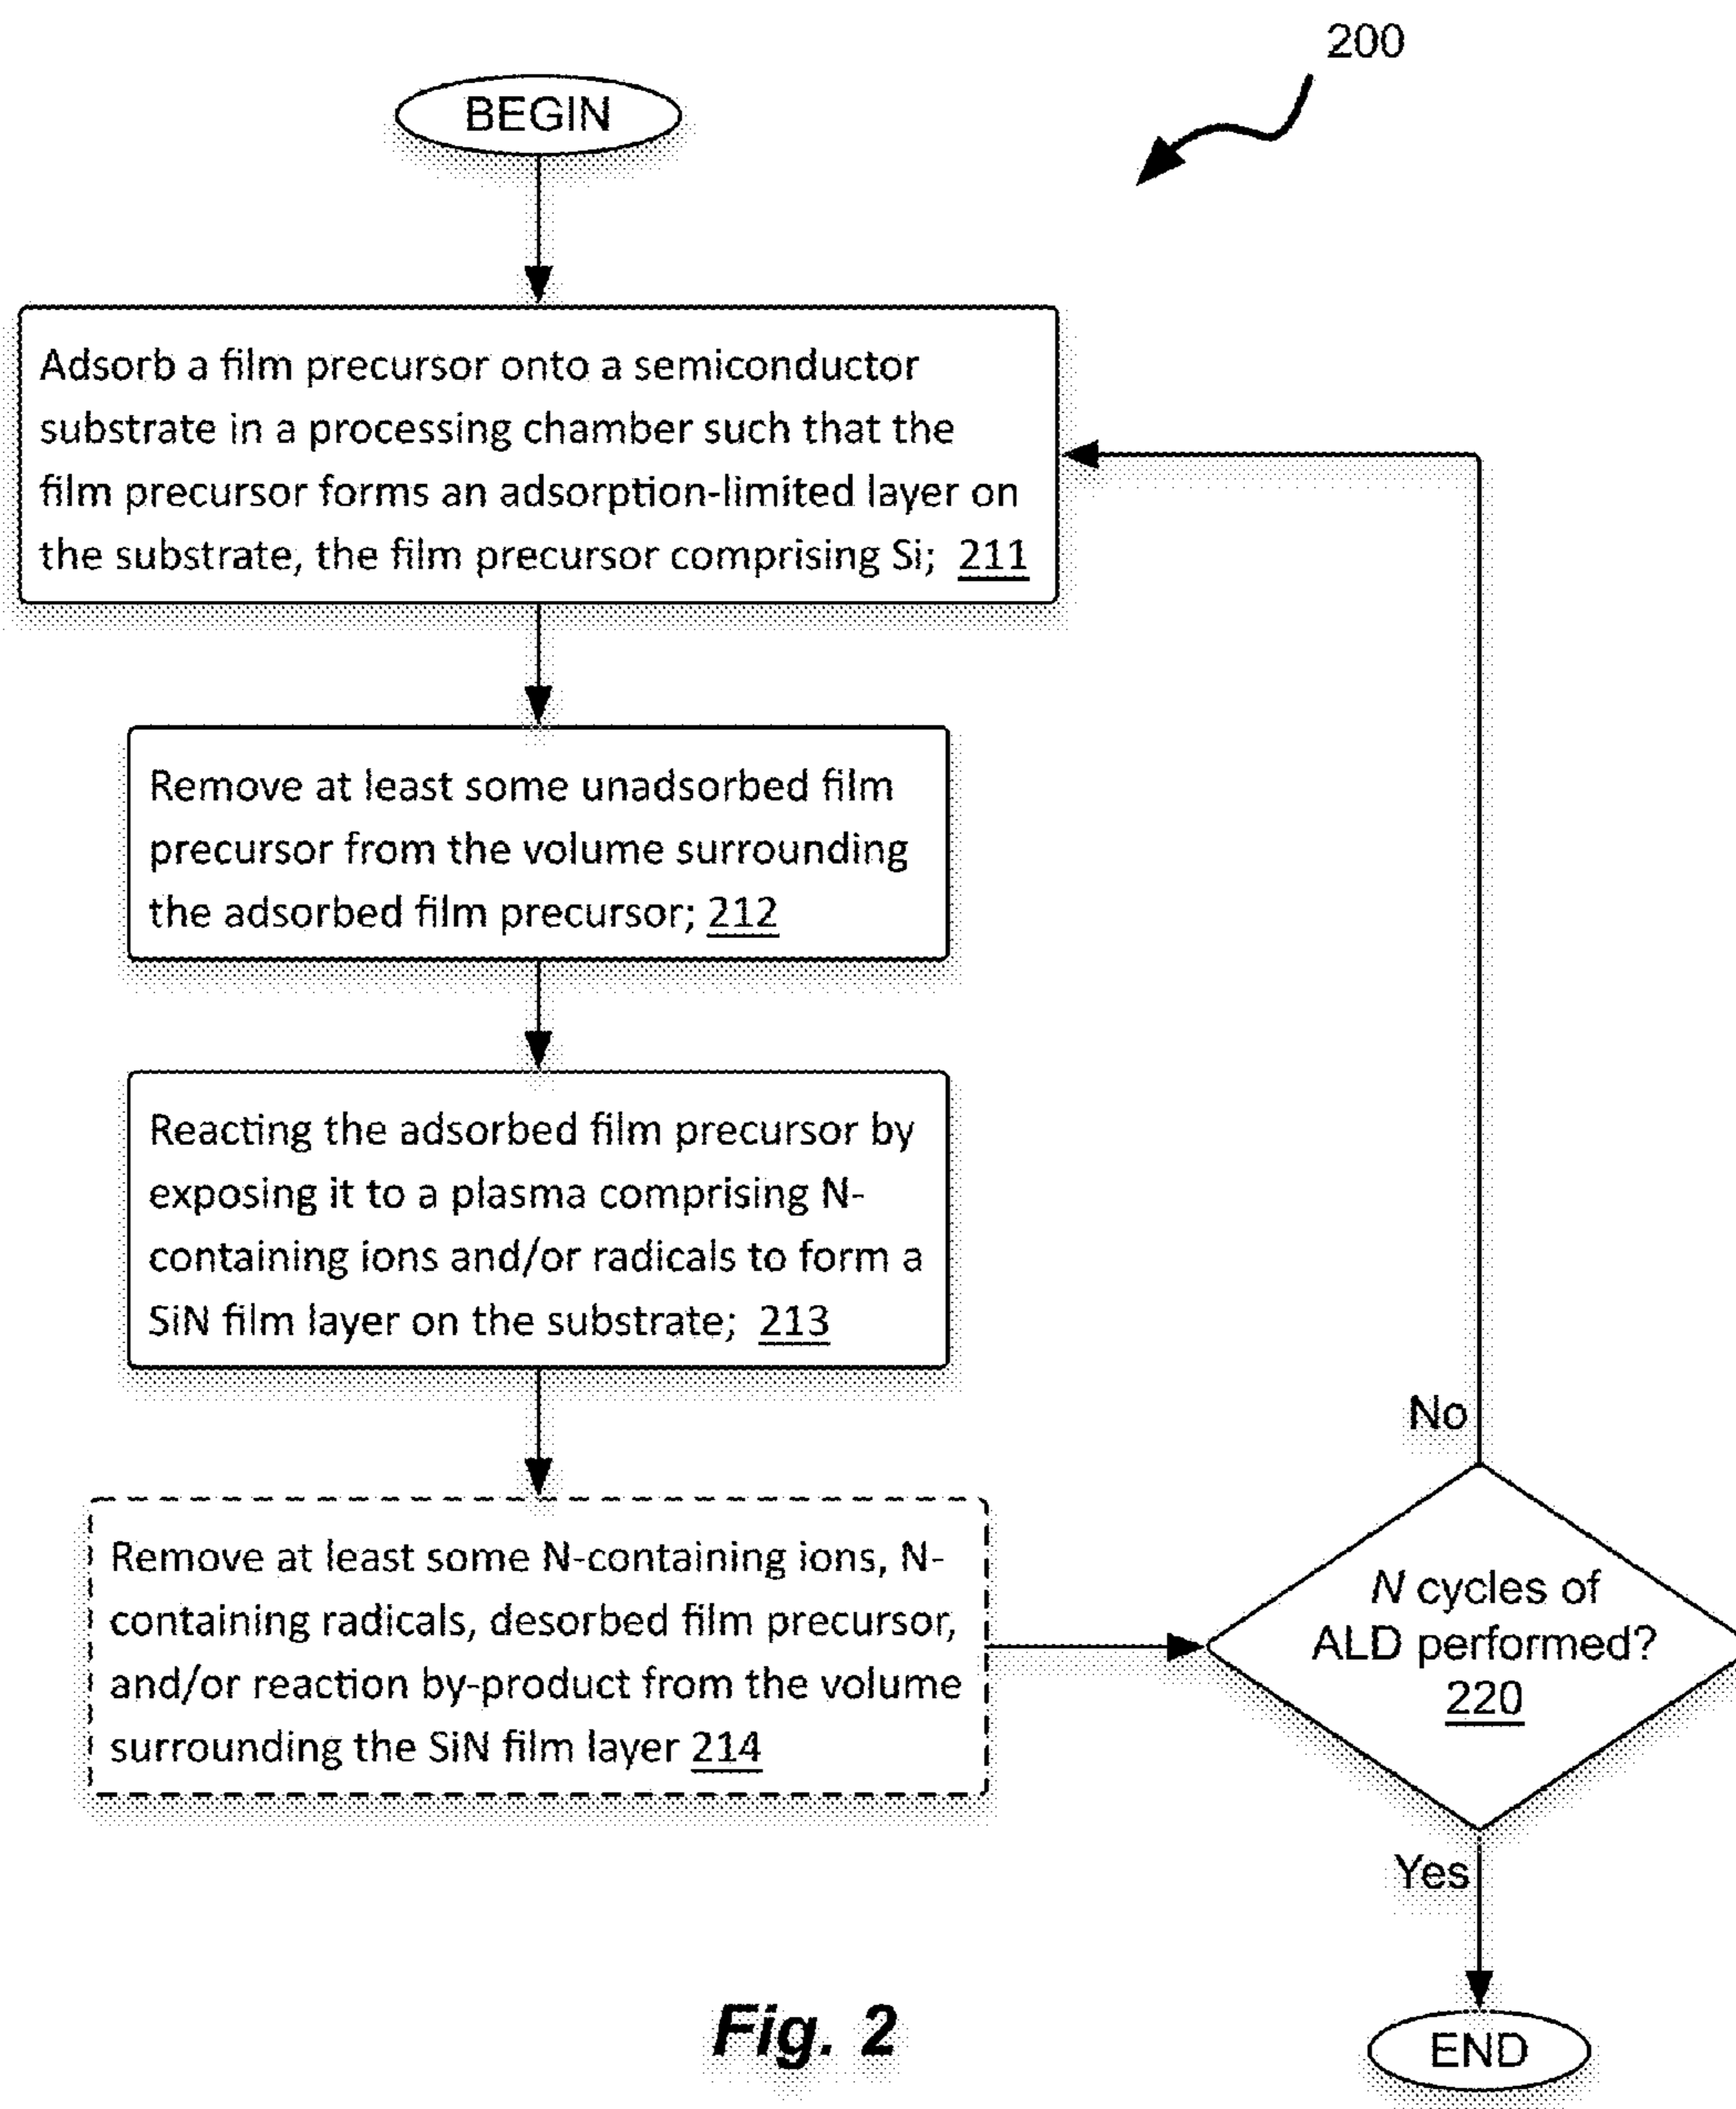 200
BEGIN
Adsorb a film precursor onto a semiconductor
substrate in a processing chamber such that the
film precursor forms an adsorption-limited layer on
the substrate, the film precursor comprising Si; 211
Remove at least some unadsorbed film
precursor from the volume surrounding
the adsorbed film precursor; 212
Reacting the adsorbed film precursor by
exposing it to a plasma comprising N-
containing ions and/or radicals to form a
SiN film layer on the substrate; 213
Remove at least some N-containing ions, N-
containing radicals, desorbed film precursor,
and/or reaction by-product from the volume
surrounding the SiN film layer 214
No
N cycles of
ALD performed?
220
Yes
END
Fig. 2